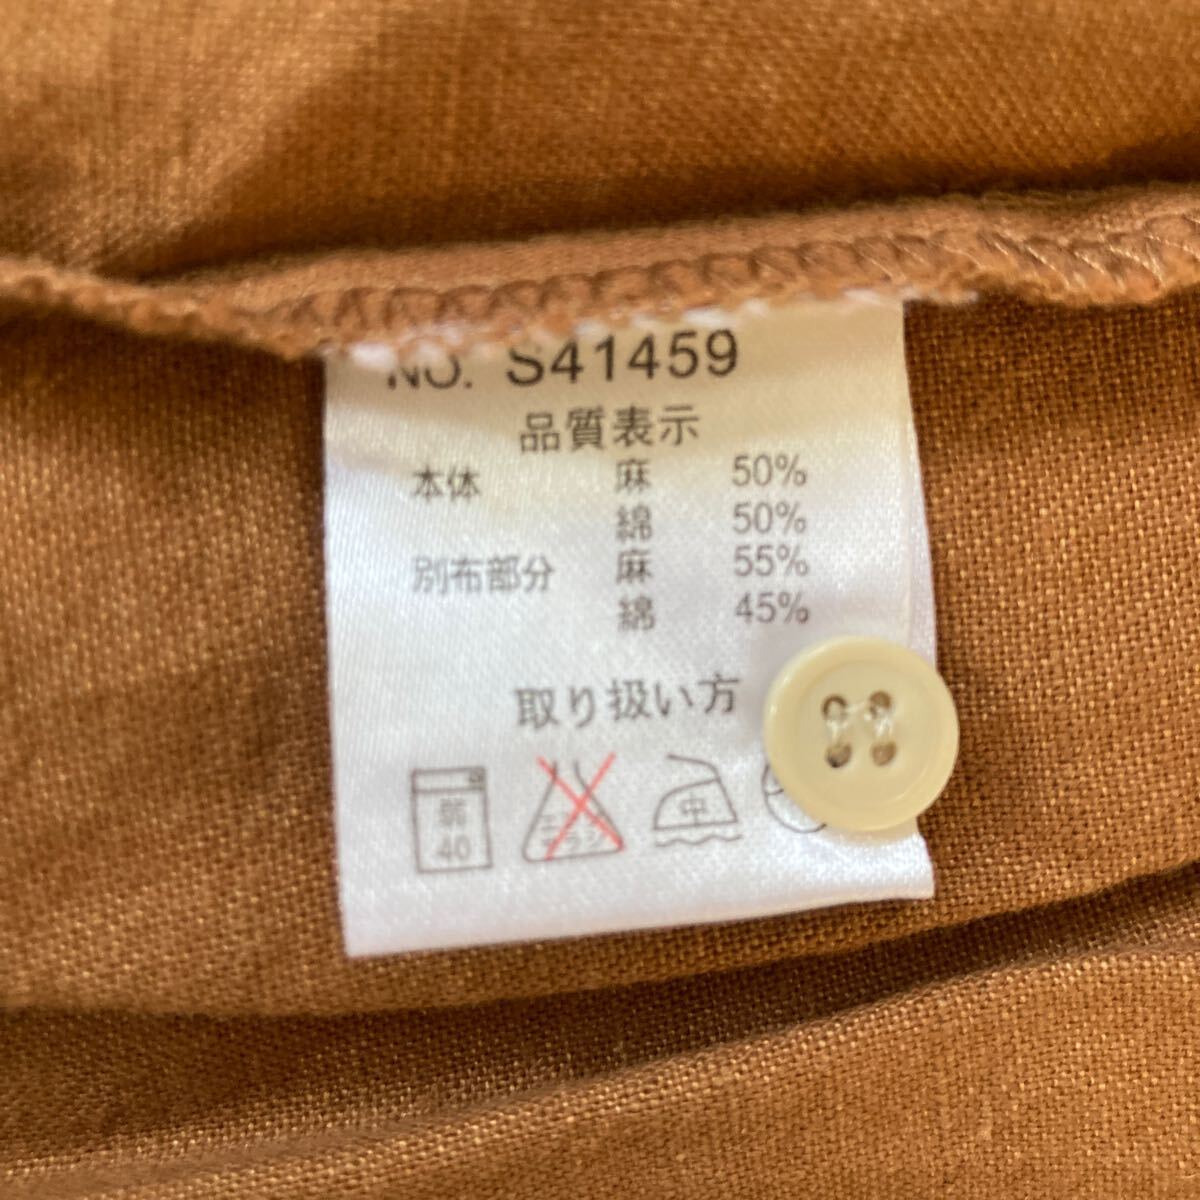 NO. S41459
品質表示
本体 麻 50%
綿 50%
別布部分 麻 55%
綿 45%
取り扱い方
弱 中
40